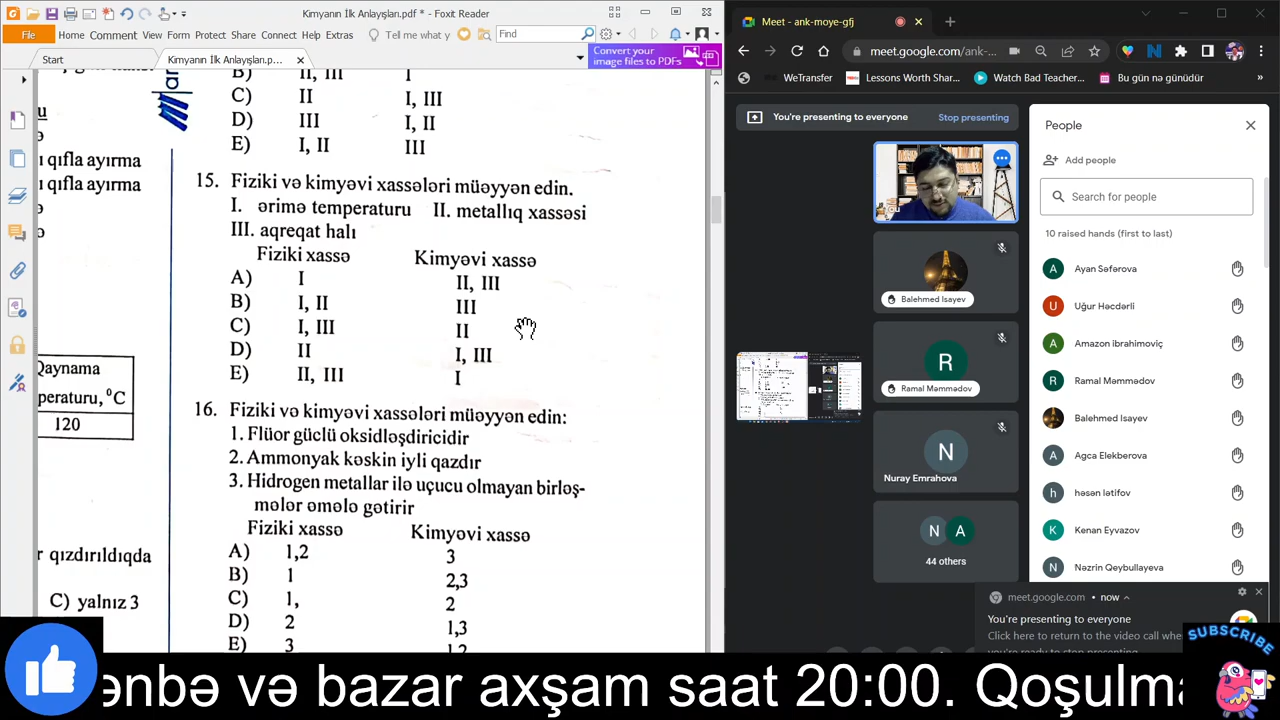 Kimyanın İlk Anlayışları.pdf * - Foxit Reader
File Home Comment View Form Protect Share Connect Help Extras Tell me what y Find
Start
Kimyanın İlk Anlayışları.p...
Convert your
image files to PDFs
B) II, III I
C) II I, III
D) III I, II
E) I, II III
ı qıfla ayırma
ı qıfla ayırma
Qaynama
peraturu, ⁰C
120
r qızdırıldıqda
C) yalnız 3
15. Fiziki və kimyəvi xassələri müəyyən edin.
I. ərimə temperaturu II. metallıq xassəsi
III. aqreqat halı
Fiziki xassə Kimyəvi xassə
A) I II, III
B) I, II III
C) I, III II
D) II I, III
E) II, III I
16. Fiziki və kimyəvi xassələri müəyyən edin:
1. Flüor güclü oksidləşdiricidir
2. Ammonyak kəskin iyli qazdır
3. Hidrogen metallar ilə uçucu olmayan birləş-
mələr əmələ gətirir
Fiziki xassə Kimyəvi xassə
A) 1,2 3
B) 1 2,3
C) 1, 2
D) 2 1,3
E) 3 1,2
Meet - ank-moye-gfj
meet.google.com/ank-...
WeTransfer Lessons Worth Shar... Watch Bad Teacher... Bu gün nə günüdür
You're presenting to everyone Stop presenting
Balehmed Isayev
R
Ramal Məmmədov
N
Nuray Emrahova
N A
44 others
People
Add people
Search for people
10 raised hands (first to last)
A Ayan Səfərova
U Uğur Həcdərli
A Amazon ibrahimoviç
R Ramal Məmmədov
Balehmed Isayev
A Agca Elekberova
h həsən lətifov
K Kenan Eyvazov
N Nəzrin Qeybullayeva
meet.google.com • now
You're presenting to everyone
Click here to return to the video call whe
SUBSCRIBE
ənbə və bazar axşam saat 20:00. Qoşulma